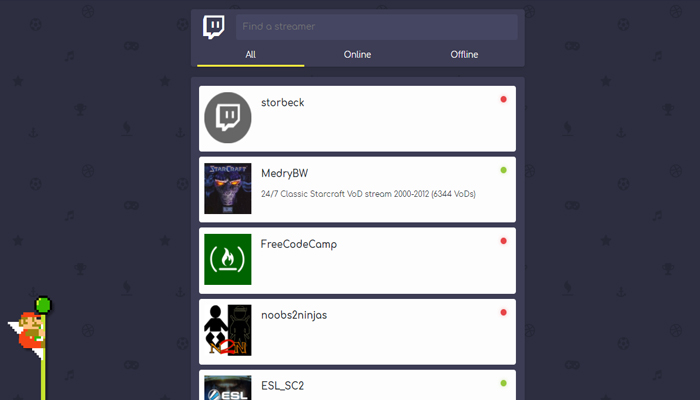 Find a streamer
All
Online
Offline
storbeck
STARCRAFT
MedryBW
24/7 Classic Starcraft VoD stream 2000-2012 (6344 VoDs)
FreeCodeCamp
noobs2ninjas
N2N
ESL_SC2
ESL